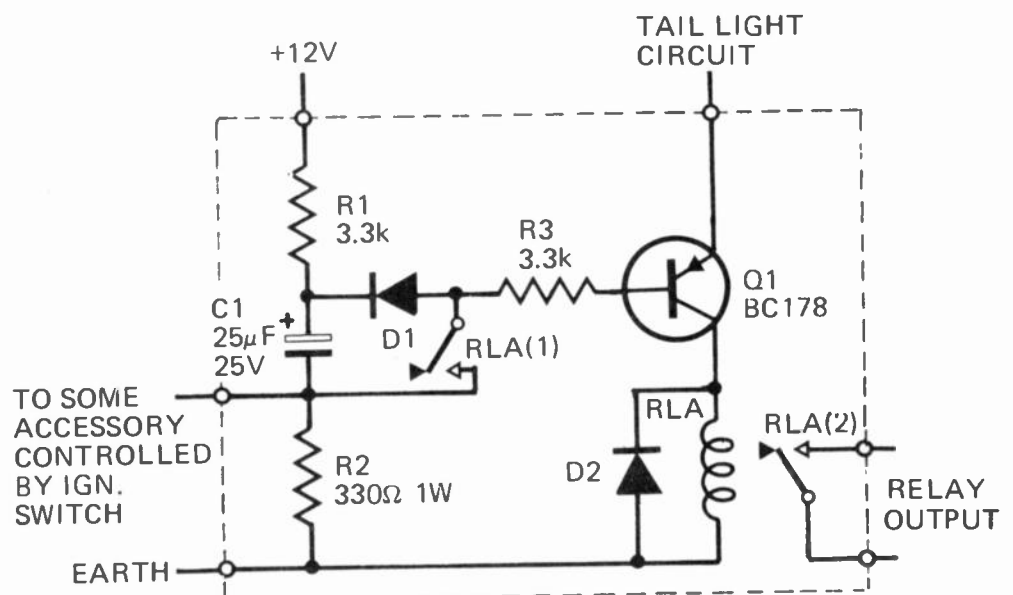 TAIL LIGHT
CIRCUIT
+12V
R1
3.3k
R3
3.3k
Q1
BC178
C1
25µF
25V
+
D1
RLA(1)
TO SOME
ACCESSORY
CONTROLLED
BY IGN.
SWITCH
R2
330Ω 1W
RLA
D2
RLA(2)
RELAY
OUTPUT
EARTH